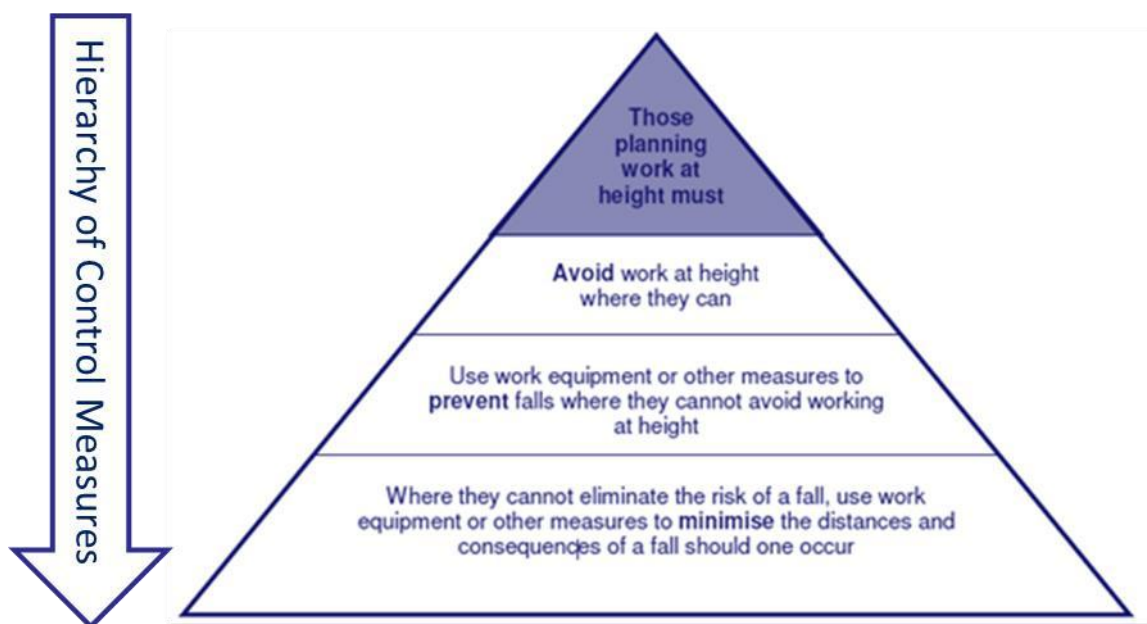 Hierarchy of Control Measures
Those
planning
work at
height must
Avoid work at height
where they can
Use work equipment or other measures to
prevent falls where they cannot avoid working
at height
Where they cannot eliminate the risk of a fall, use work
equipment or other measures to minimise the distances and
consequences of a fall should one occur